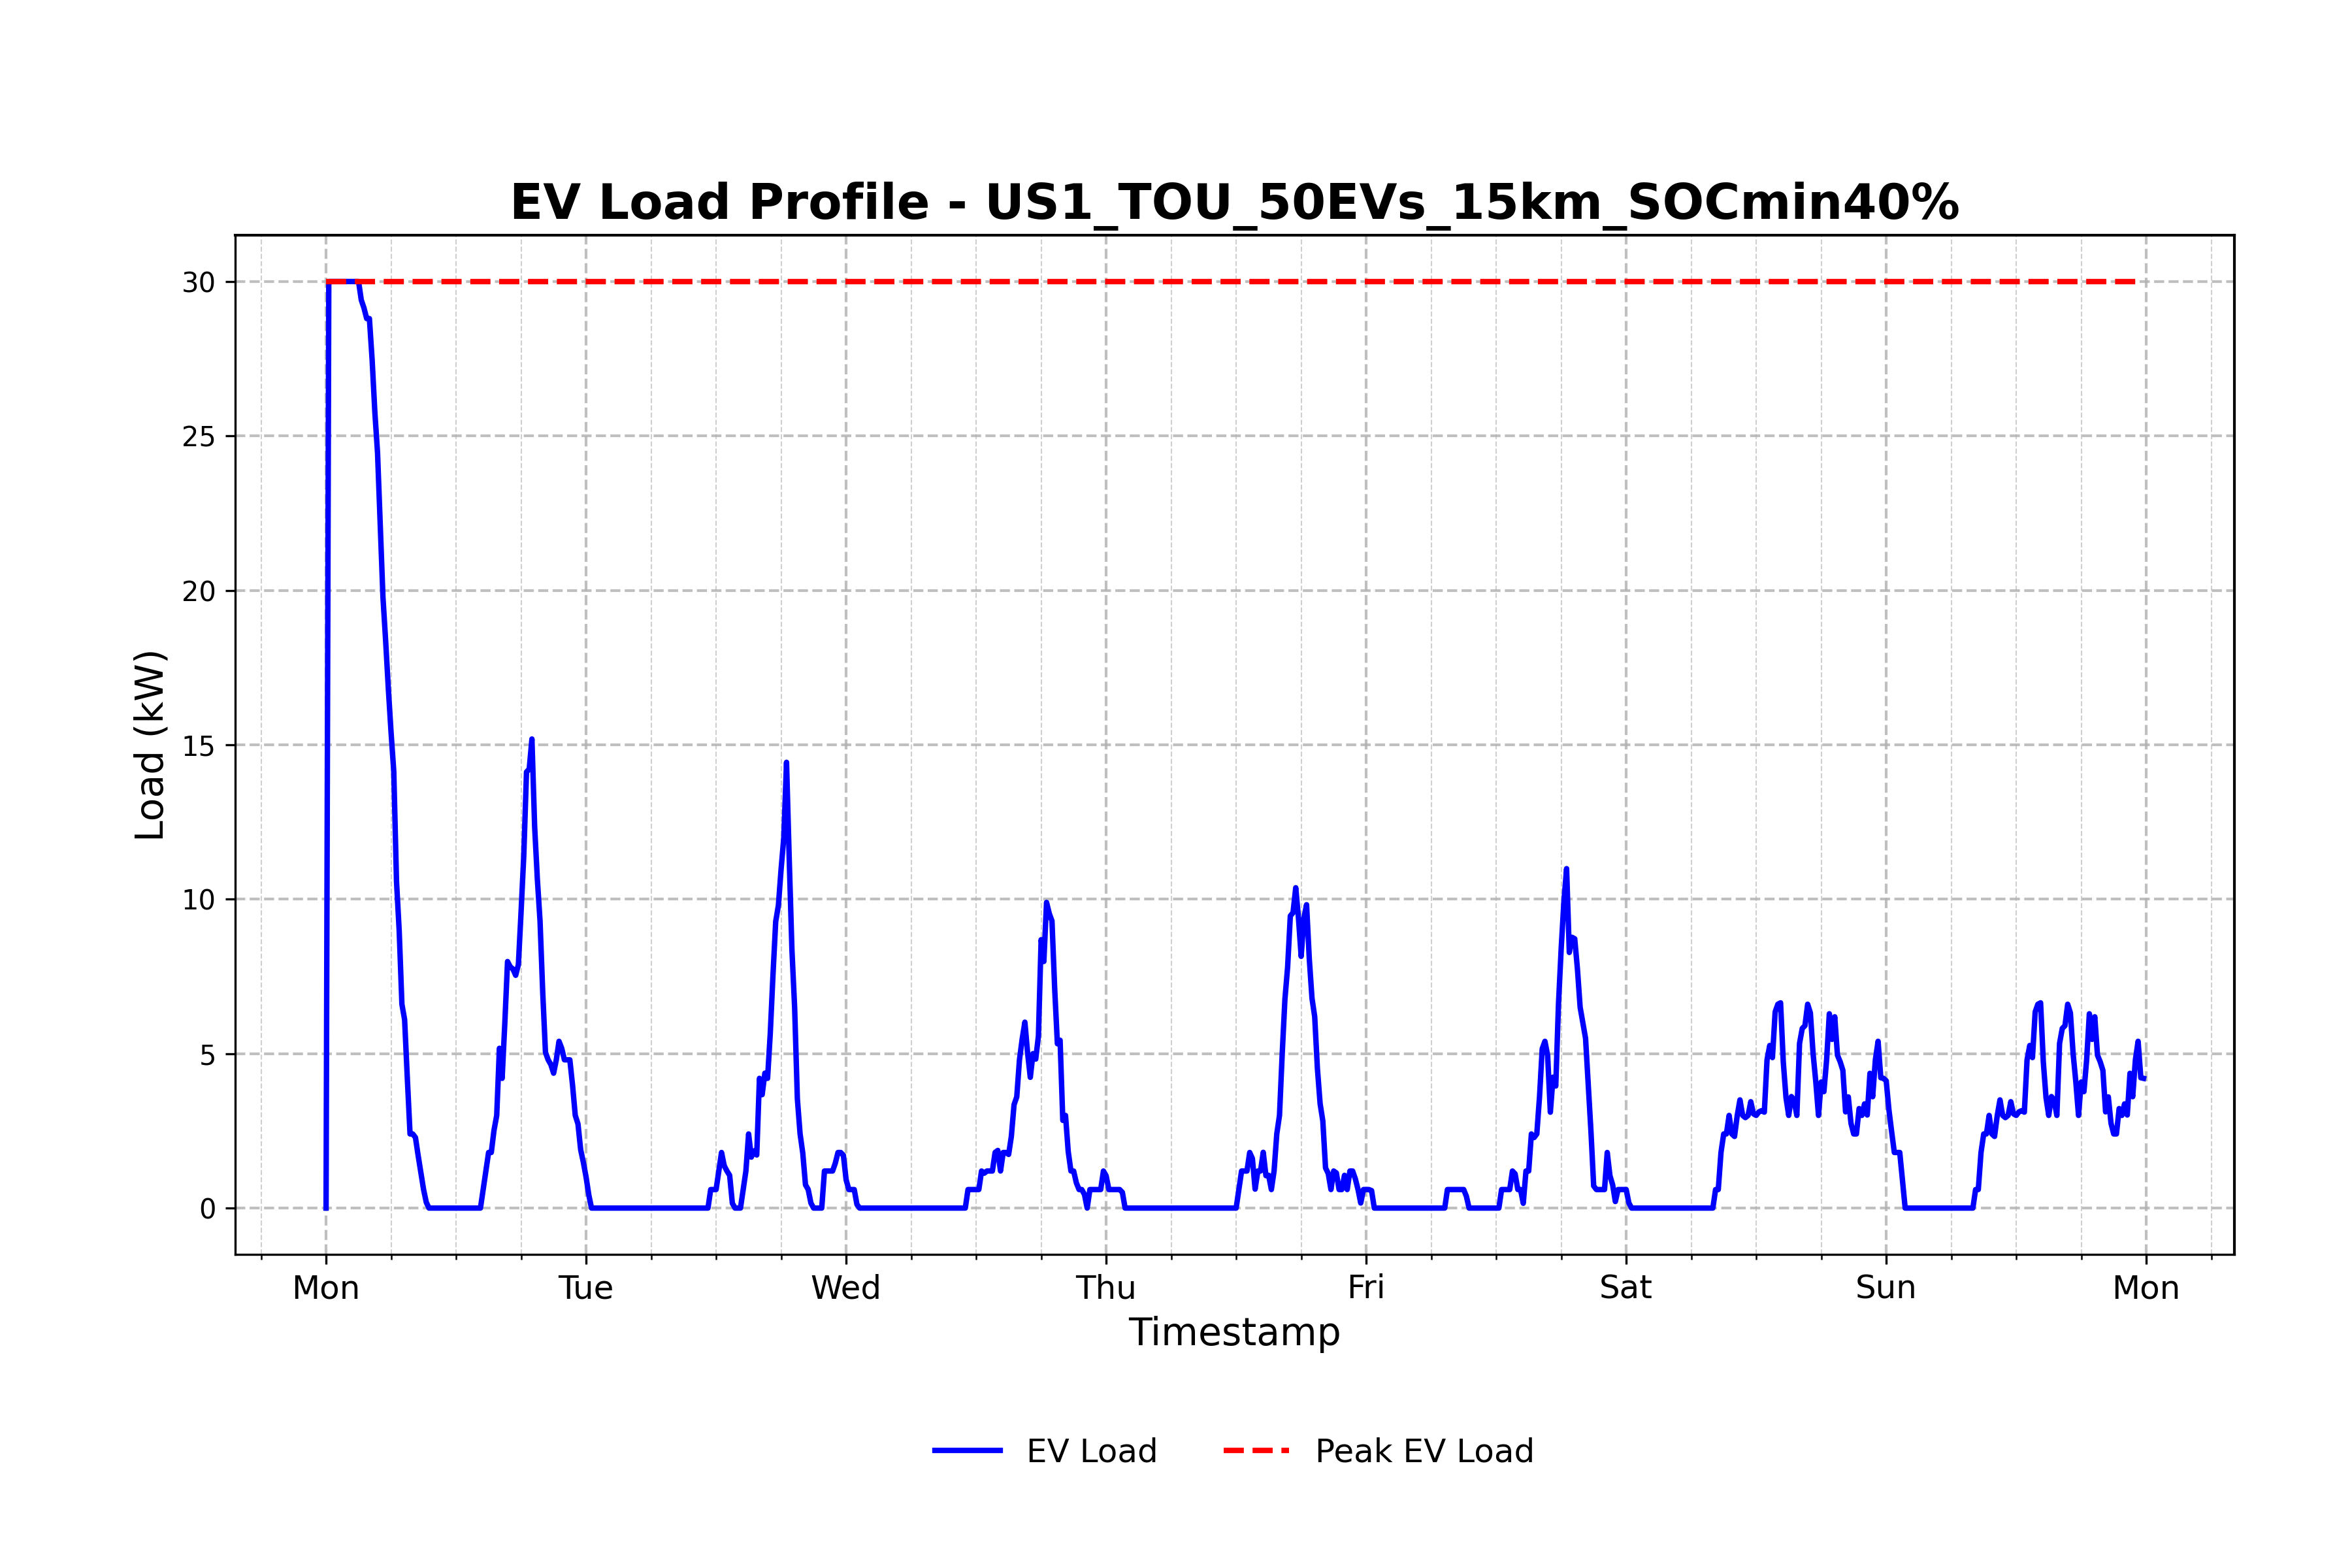 EV Load Profile - US1_TOU_50EVs_15km_SOCmin40%
Load (kW)
30
25
20
15
10
5
0
Mon Tue Wed Thu Fri Sat Sun Mon
Timestamp
EV Load Peak EV Load